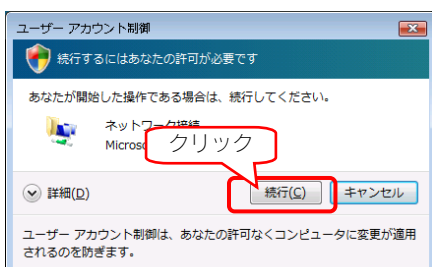 ユーザー アカウント制御
続行するにはあなたの許可が必要です
あなたが開始した操作である場合は、続行してください。
ネットワーク接続
クリック
詳細(D)
続行(C)
キャンセル
ユーザー アカウント制御は、あなたの許可なくコンピュータに変更が適用
されるのを防ぎます。